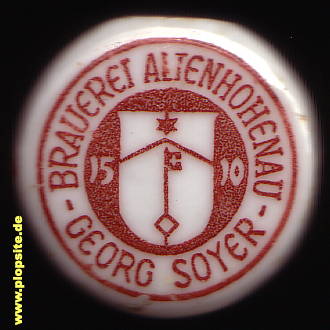 - BRAUEREI ALTENHOHENAU -
15 10
GEORG SOYER
www.plopsite.de